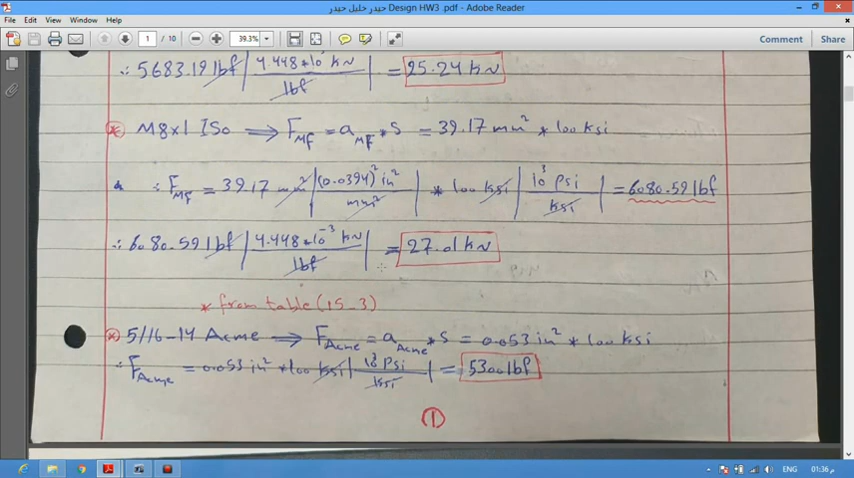 حيدر خليل حيدر Design HW3 .pdf - Adobe Reader
File Edit View Window Help
1 / 10 39.3% Comment Share
∴ 5683.19 lbf | 4.448*10⁻³ kN / lbf | = 25.24 kN
* M8x1 ISo ⟹ F_MF = a_MF * S = 39.17 mm² * 100 ksi
∴ F_MF = 39.17 mm² | (0.0394)² in² / mm² | * 100 ksi | 10³ Psi / ksi | = 6080.59 lbf
∴ 6080.59 lbf | 4.448*10⁻³ kN / lbf | = 27.01 kN
* from table (15-3)
* 5/16-14 Acme ⟹ F_Acme = a_Acme * S = 0.053 in² * 100 ksi
∴ F_Acme = 0.053 in² * 100 ksi | 10³ Psi / ksi | = 5300 lbf
1
ENG 01:36 م